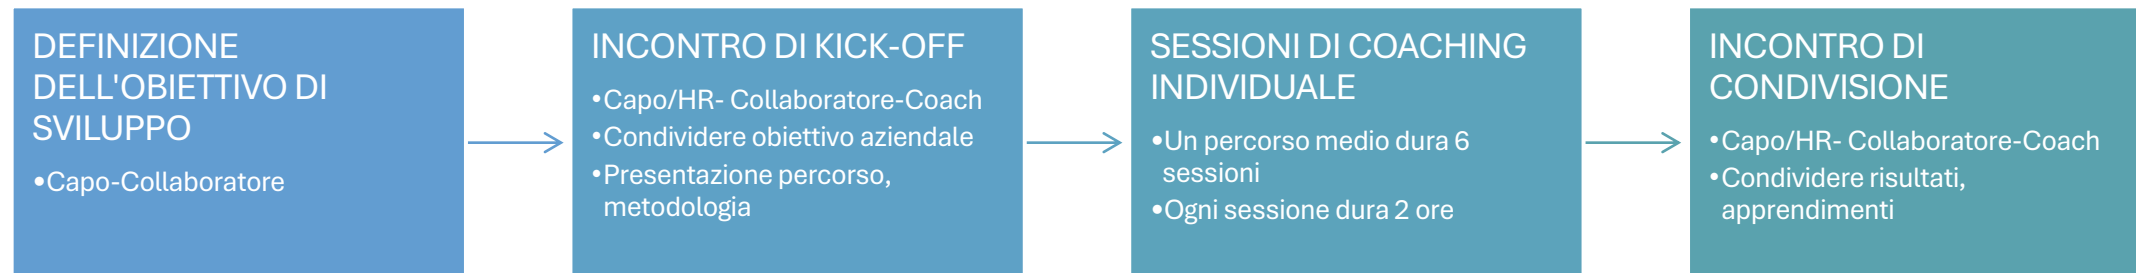 DEFINIZIONE
DELL'OBIETTIVO DI
SVILUPPO
•Capo-Collaboratore
INCONTRO DI KICK-OFF
•Capo/HR- Collaboratore-Coach
•Condividere obiettivo aziendale
•Presentazione percorso,
metodologia
SESSIONI DI COACHING
INDIVIDUALE
•Un percorso medio dura 6
sessioni
•Ogni sessione dura 2 ore
INCONTRO DI
CONDIVISIONE
•Capo/HR- Collaboratore-Coach
•Condividere risultati,
apprendimenti